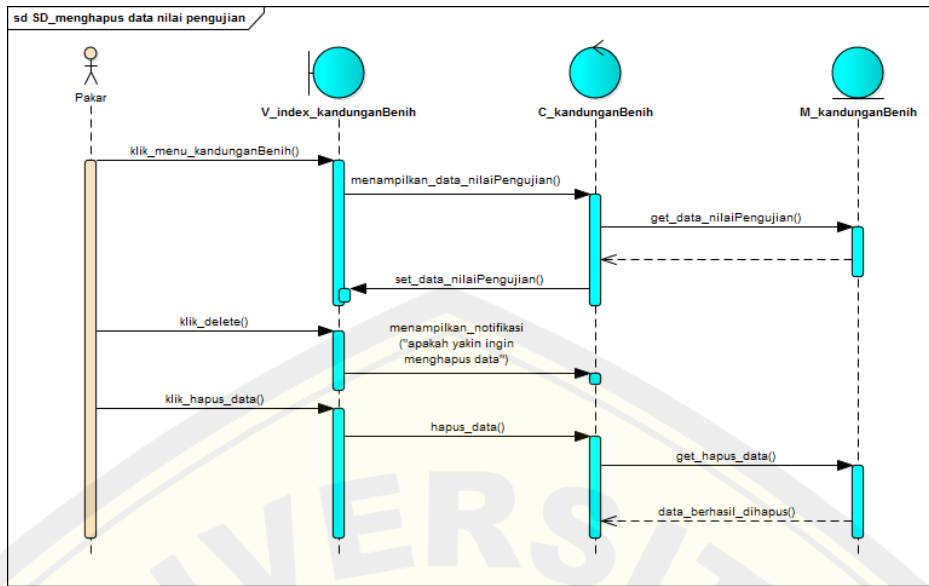 sd SD_menghapus data nilai pengujian
Pakar
V_index_kandunganBenih
C_kandunganBenih
M_kandunganBenih
klik_menu_kandunganBenih()
menampilkan_data_nilaiPengujian()
get_data_nilaiPengujian()
set_data_nilaiPengujian()
klik_delete()
menampilkan_notifikasi
("apakah yakin ingin
menghapus data")
klik_hapus_data()
hapus_data()
get_hapus_data()
data_berhasil_dihapus()
IVERSIT